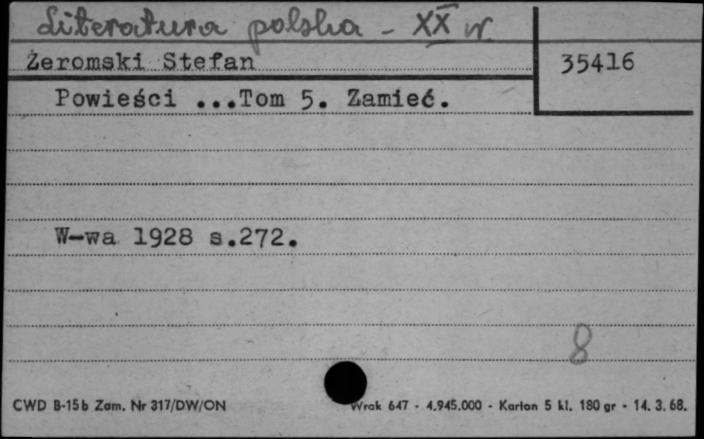 Literatura polska - XX w.
Żeromski Stefan
35416
Powieści ...Tom 5. Zamieć.
W-wa 1928 s.272.
8
CWD B-15b Zam. Nr 317/DW/ON
Wrak 647 - 4.945.000 - Karton 5 kl. 180 gr - 14. 3. 68.